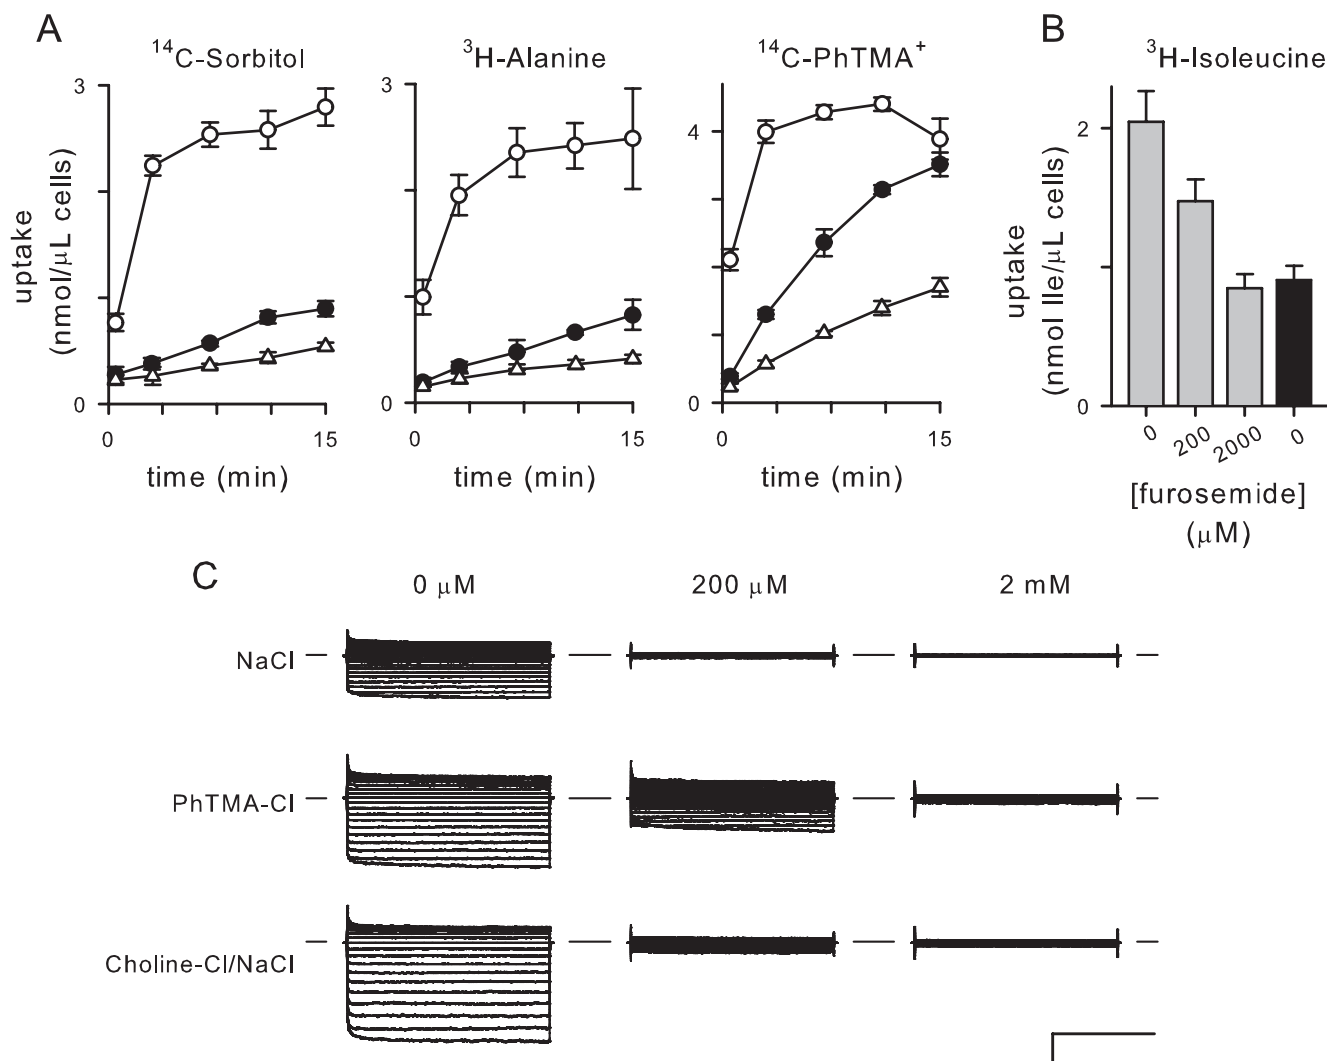 A
B
¹⁴C-Sorbitol
³H-Alanine
¹⁴C-PhTMA⁺
³H-Isoleucine
3
3
4
2
uptake
(nmol/μL cells)
uptake
(nmol Ile/μL cells)
0
0
0
0
0
15
0
15
0
15
0
200
2000
0
time (min)
time (min)
time (min)
[furosemide]
(μM)
C
0 μM
200 μM
2 mM
NaCl
PhTMA-Cl
Choline-Cl/NaCl